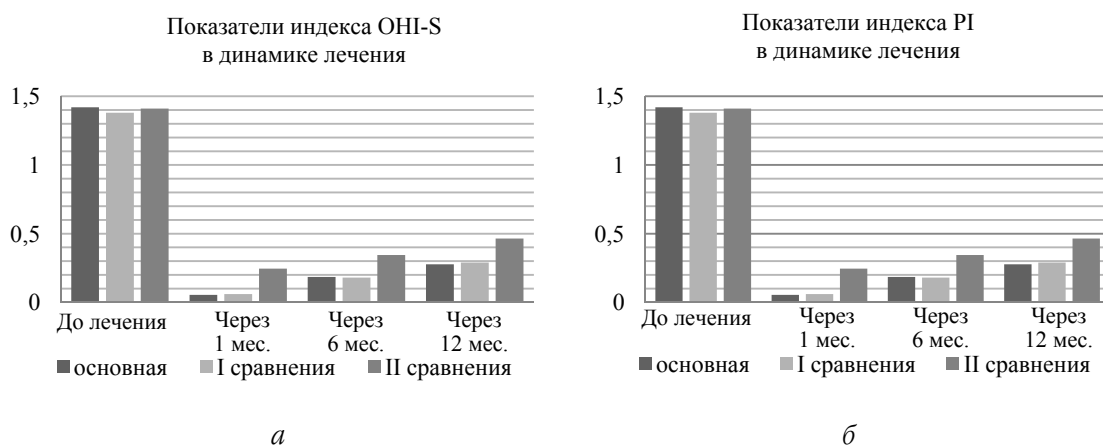 Показатели индекса OHI-S
в динамике лечения
1,5
1
0,5
0
До лечения
Через
1 мес.
Через
6 мес.
Через
12 мес.
основная
I сравнения
II сравнения
а
Показатели индекса PI
в динамике лечения
1,5
1
0,5
0
До лечения
Через
1 мес.
Через
6 мес.
Через
12 мес.
основная
I сравнения
II сравнения
б